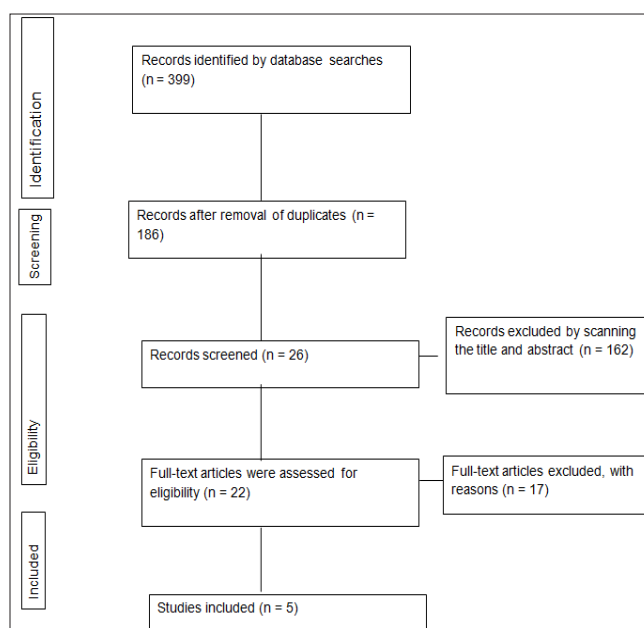 Identification
Records identified by database searches
(n = 399)
Screening
Records after removal of duplicates (n =
186)
Eligibility
Records screened (n = 26)
Records excluded by scanning
the title and abstract (n = 162)
Full-text articles were assessed for
eligibility (n = 22)
Full-text articles excluded, with
reasons (n = 17)
Included
Studies included (n = 5)